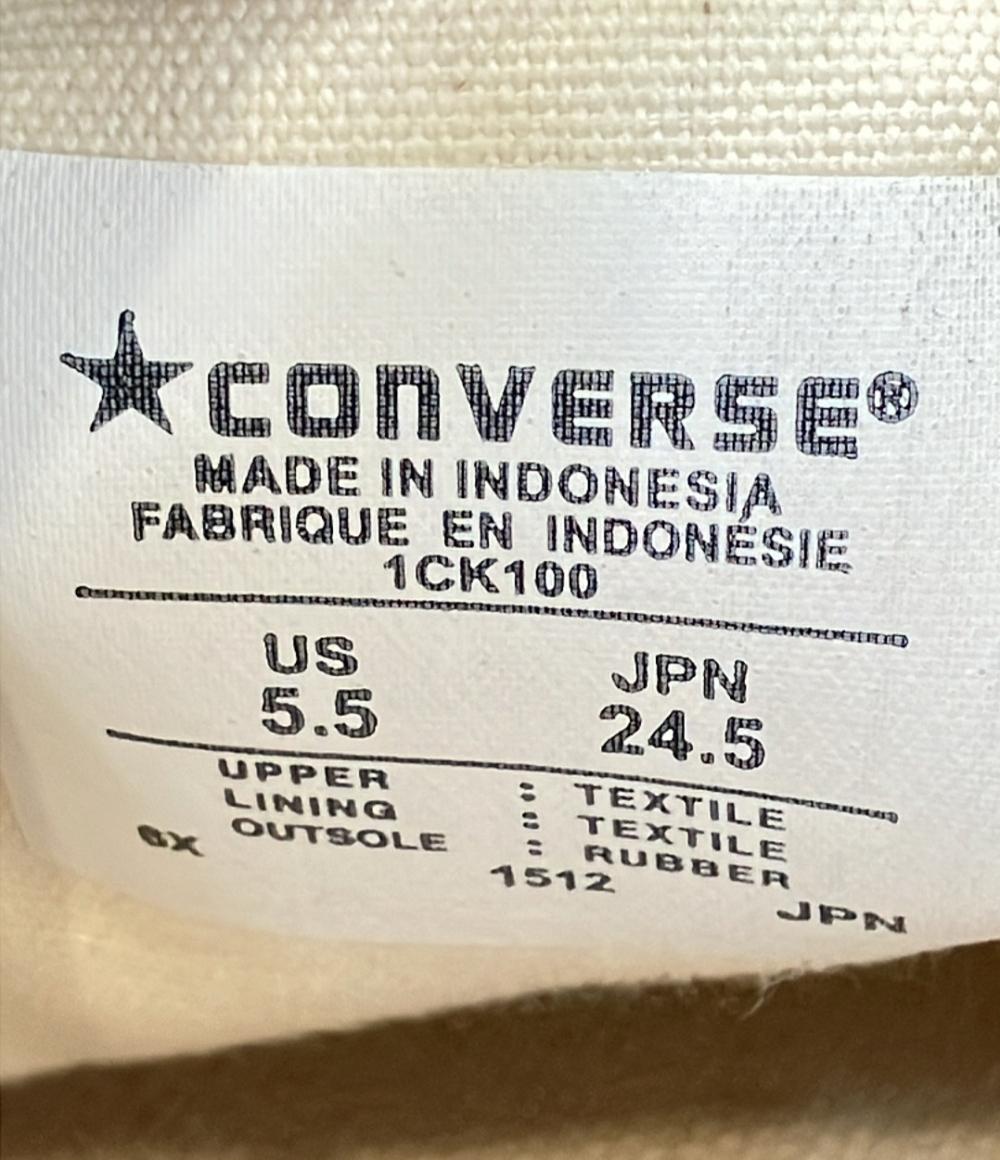 ★CONVERSE®
MADE IN INDONESIA
FABRIQUE EN INDONÉSIE
1CK100
US JPN
5.5 24.5
UPPER : TEXTILE
LINING : TEXTILE
OUTSOLE : RUBBER
6X 1512
JPN